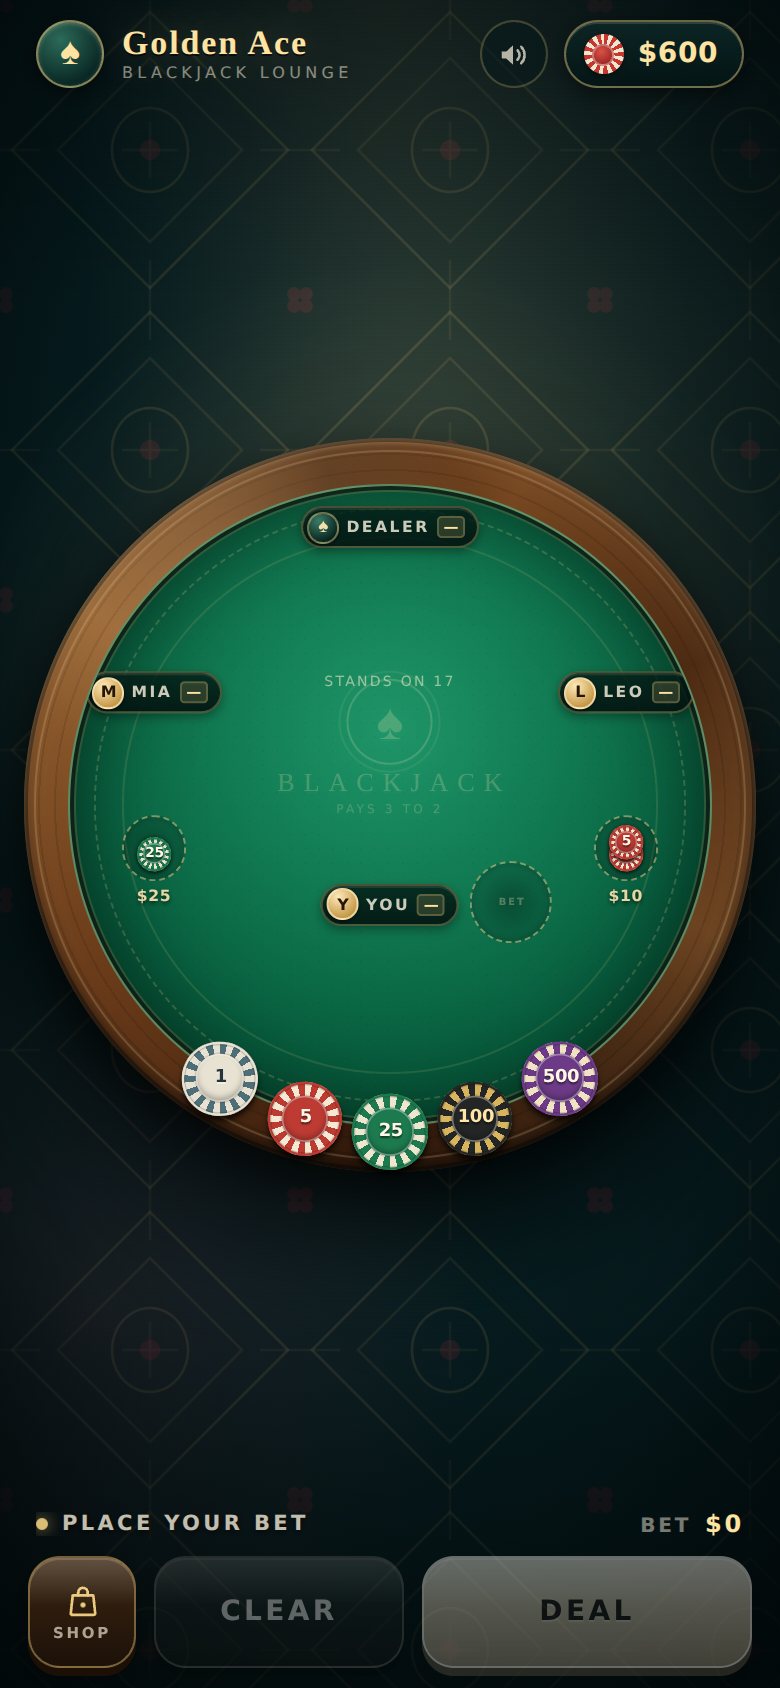 Golden Ace
BLACKJACK LOUNGE
$600
DEALER —
M MIA —
STANDS ON 17
L LEO —
BLACKJACK
PAYS 3 TO 2
25
$25
5
$10
Y YOU —
BET
1
5
25
100
500
PLACE YOUR BET
BET $0
SHOP
CLEAR
DEAL